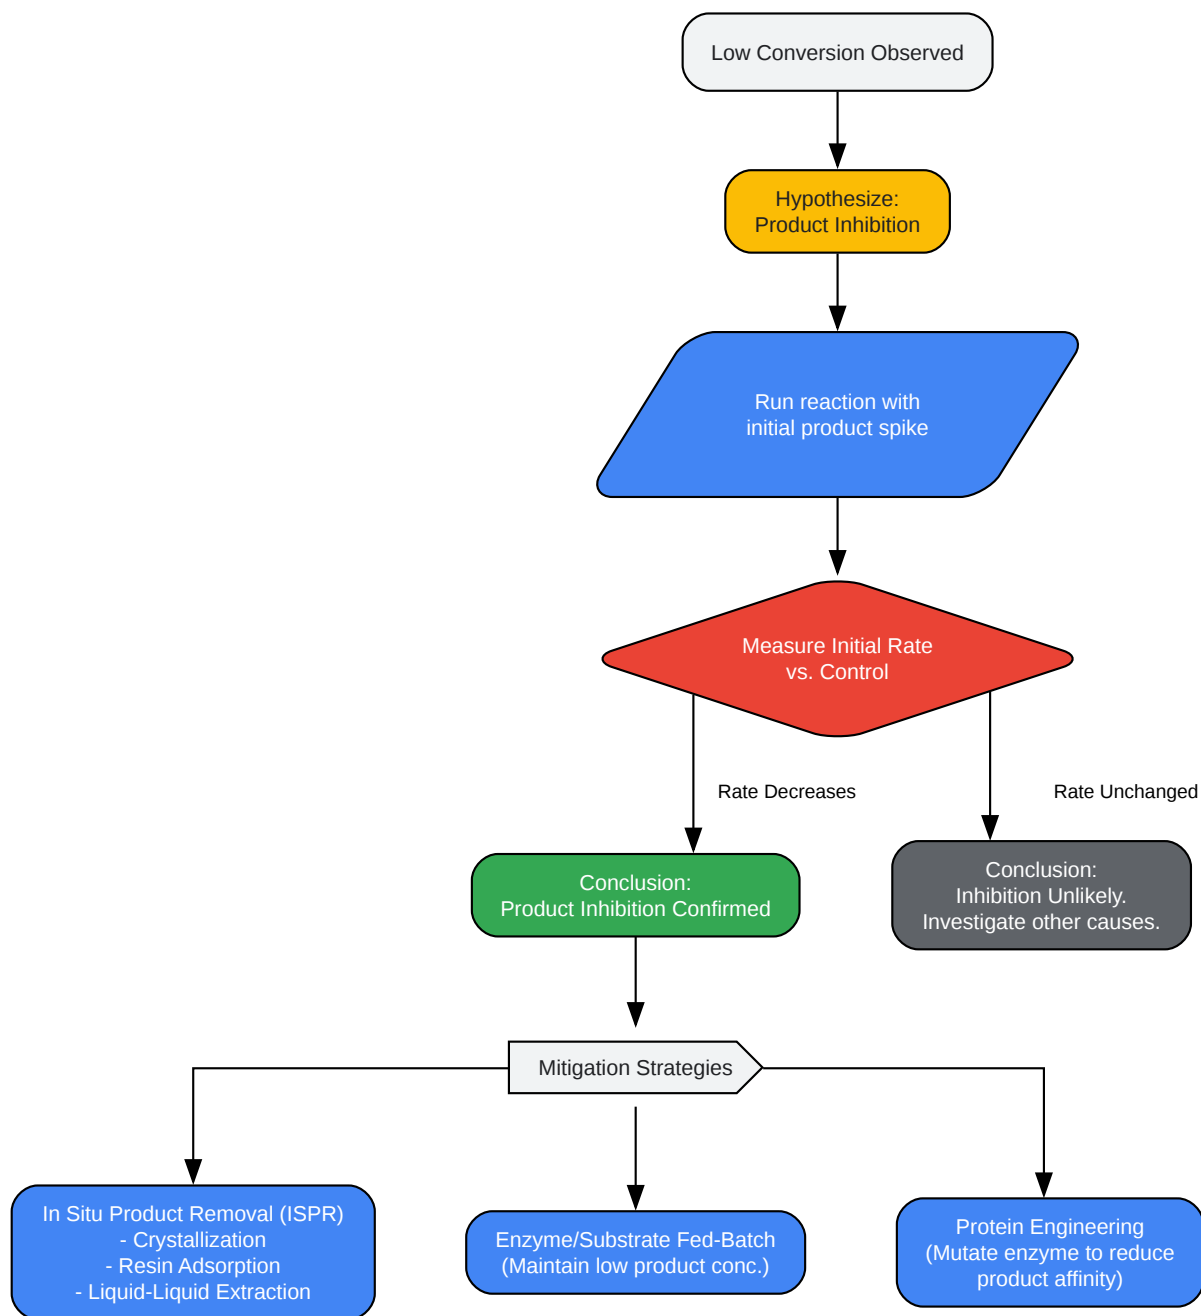 Low Conversion Observed
Hypothesize:
Product Inhibition
Run reaction with
initial product spike
Measure Initial Rate
vs. Control
Rate Decreases
Rate Unchanged
Conclusion:
Product Inhibition Confirmed
Conclusion:
Inhibition Unlikely.
Investigate other causes.
Mitigation Strategies
In Situ Product Removal (ISPR)
- Crystallization
- Resin Adsorption
- Liquid-Liquid Extraction
Enzyme/Substrate Fed-Batch
(Maintain low product conc.)
Protein Engineering
(Mutate enzyme to reduce
product affinity)